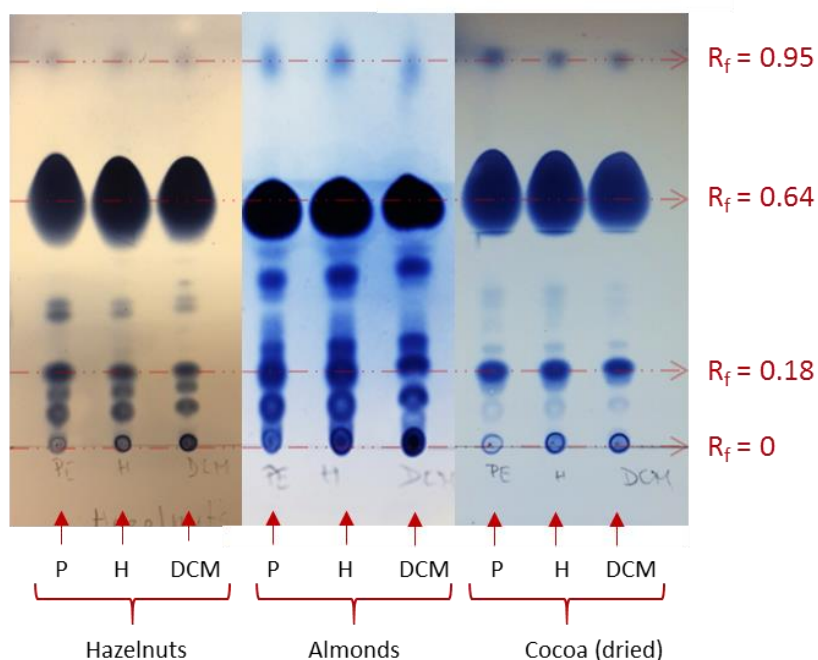 Rf = 0.95
Rf = 0.64
Rf = 0.18
Rf = 0
PE H DCM
PE H DCM
PE H DCM
P H DCM P H DCM P H DCM
Hazelnuts Almonds Cocoa (dried)